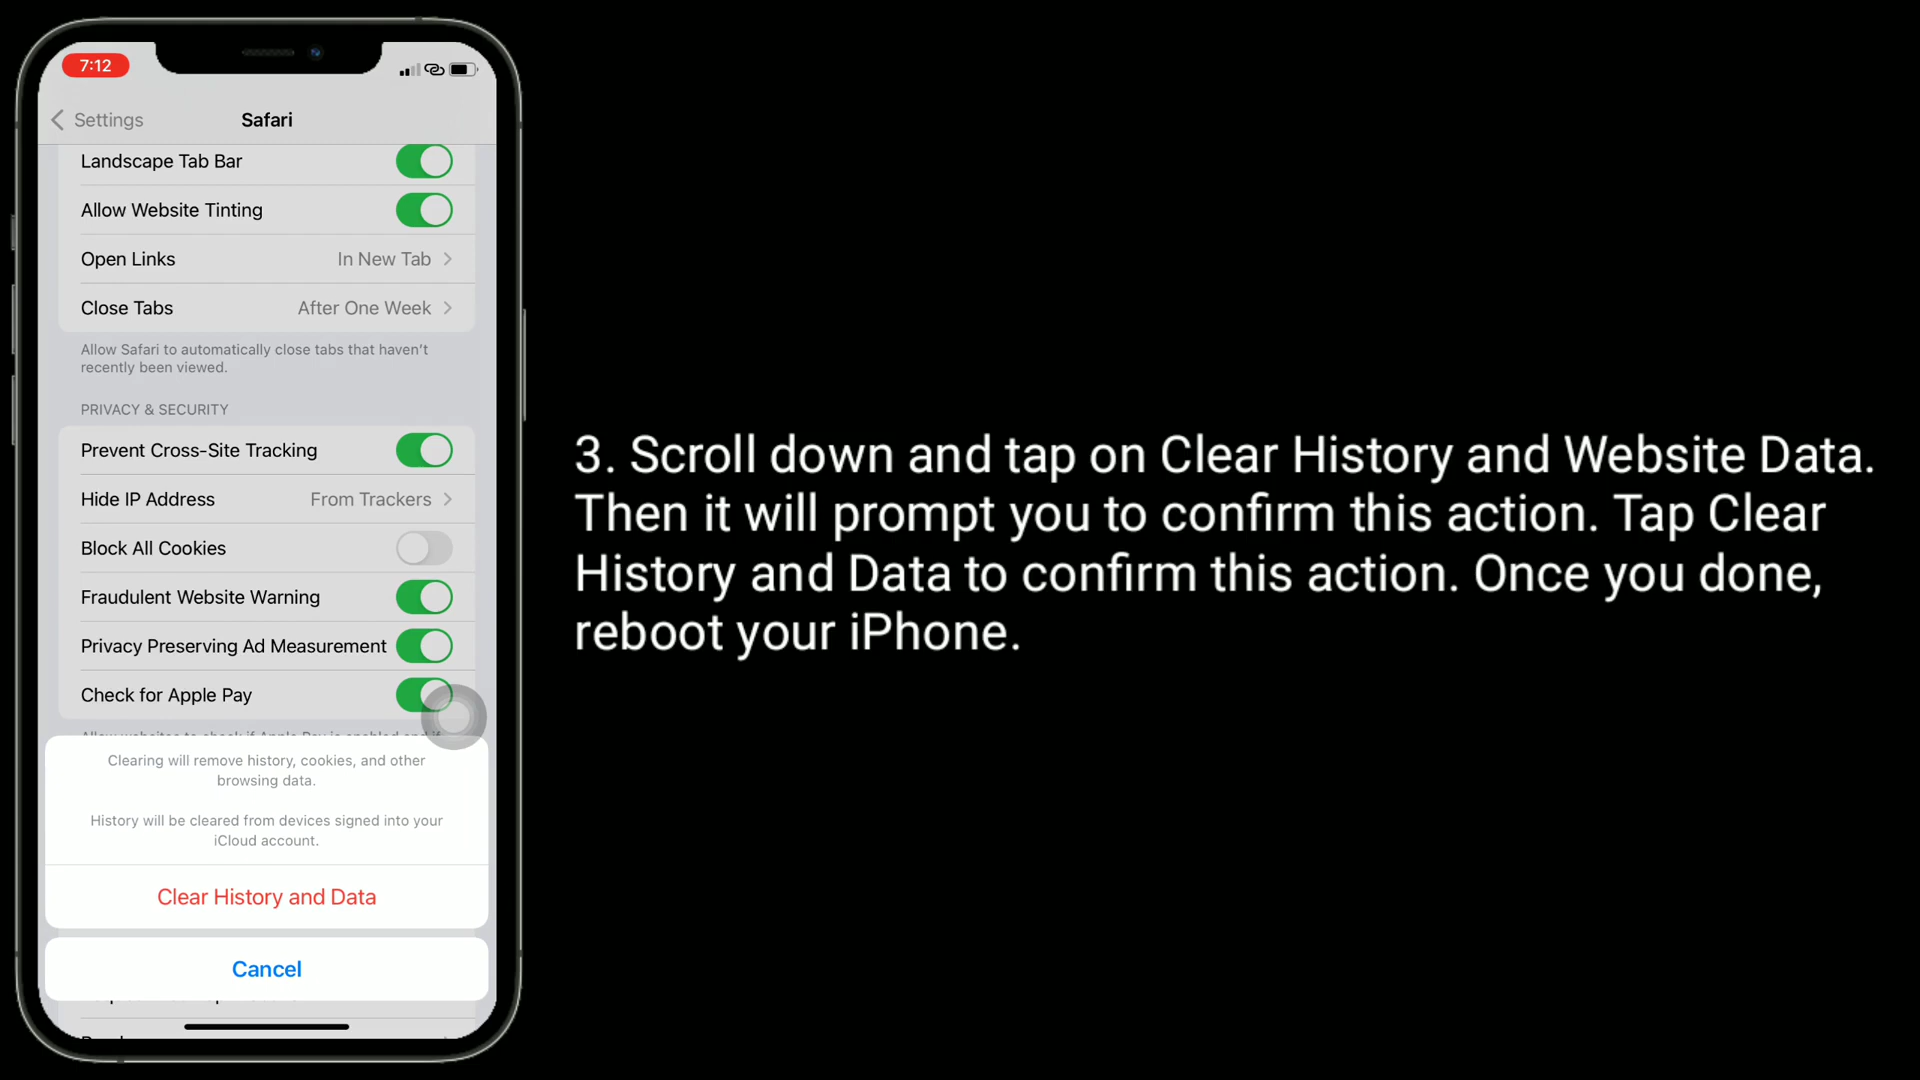 7:12
Settings
Safari
Landscape Tab Bar
Allow Website Tinting
Open Links
In New Tab
Close Tabs
After One Week
Allow Safari to automatically close tabs that haven't
recently been viewed.
PRIVACY & SECURITY
Prevent Cross-Site Tracking
Hide IP Address
From Trackers
Block All Cookies
Fraudulent Website Warning
Privacy Preserving Ad Measurement
Check for Apple Pay
Clearing will remove history, cookies, and other
browsing data.
History will be cleared from devices signed into your
iCloud account.
Clear History and Data
Cancel
3. Scroll down and tap on Clear History and Website Data.
Then it will prompt you to confirm this action. Tap Clear
History and Data to confirm this action. Once you done,
reboot your iPhone.